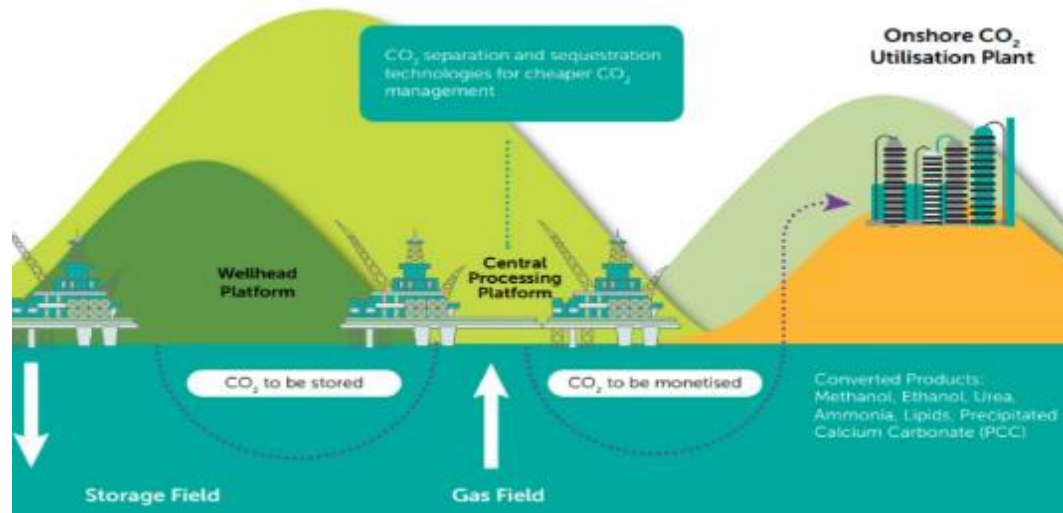 CO₂ separation and sequestration
technologies for cheaper CO₂
management
Onshore CO₂
Utilisation Plant
Wellhead
Platform
Central
Processing
Platform
CO₂ to be stored
CO₂ to be monetised
Converted Products:
Methanol, Ethanol, Urea,
Ammonia, Lipids, Precipitated
Calcium Carbonate (PCC)
Storage Field
Gas Field